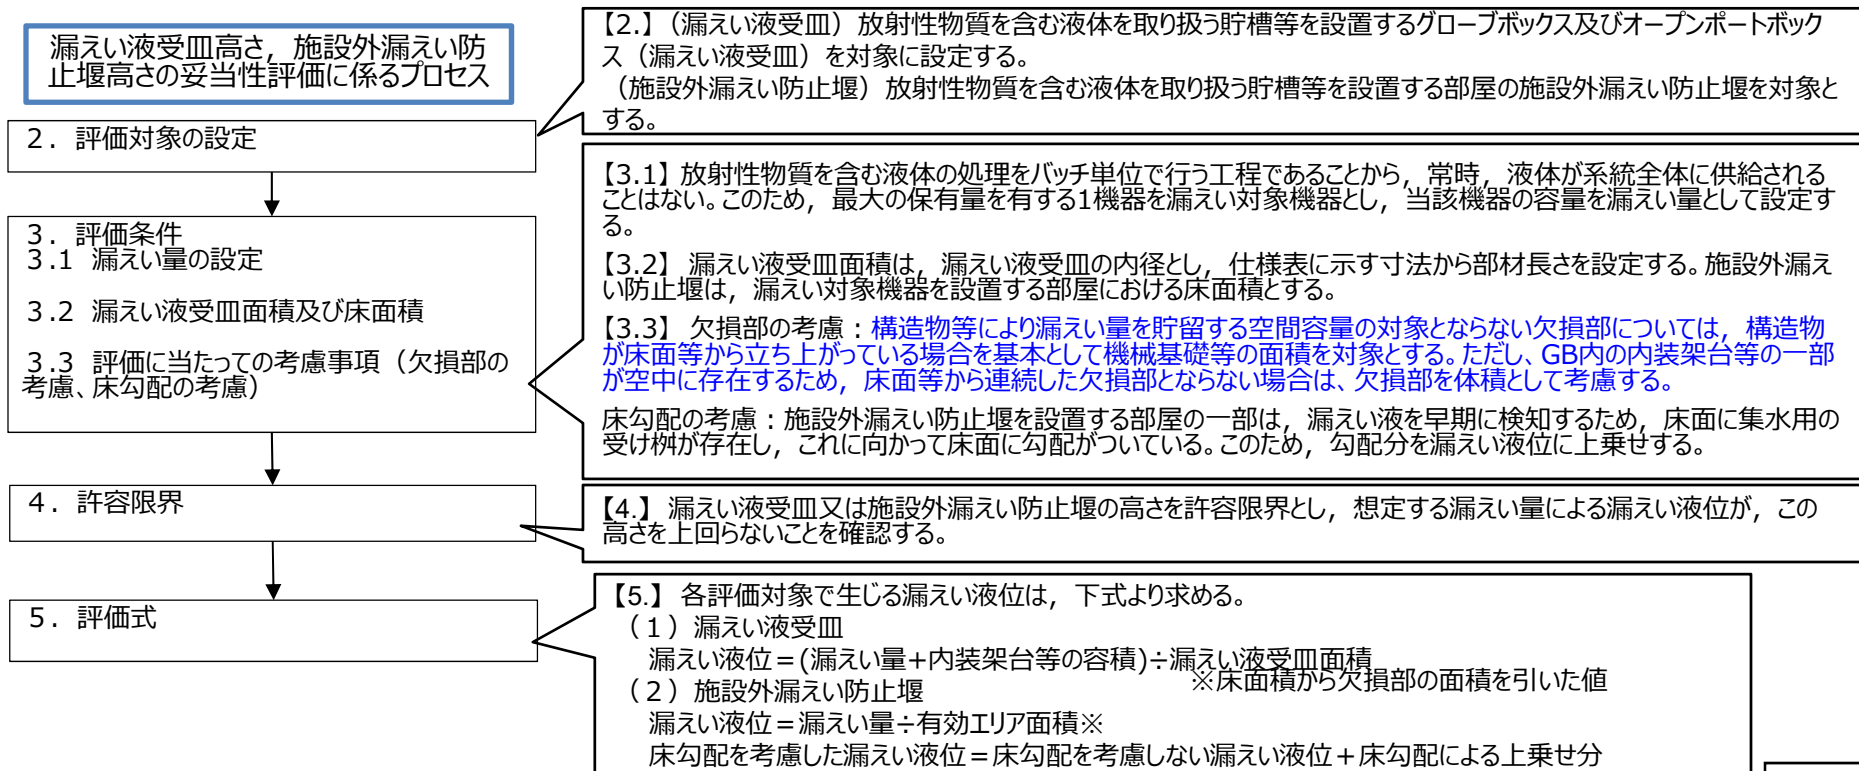 漏えい液受皿高さ，施設外漏えい防
止堰高さの妥当性評価に係るプロセス
２．評価対象の設定
３．評価条件
３.１ 漏えい量の設定
３.２ 漏えい液受皿面積及び床面積
３.３ 評価に当たっての考慮事項（欠損部の
考慮、床勾配の考慮）
４．許容限界
５．評価式
【2.】（漏えい液受皿）放射性物質を含む液体を取り扱う貯槽等を設置するグローブボックス及びオープンポートボック
ス（漏えい液受皿）を対象に設定する。
（施設外漏えい防止堰）放射性物質を含む液体を取り扱う貯槽等を設置する部屋の施設外漏えい防止堰を対象と
する。
【3.1】放射性物質を含む液体の処理をバッチ単位で行う工程であることから，常時，液体が系統全体に供給される
ことはない。このため，最大の保有量を有する1機器を漏えい対象機器とし，当該機器の容量を漏えい量として設定す
る。
【3.2】 漏えい液受皿面積は，漏えい液受皿の内径とし，仕様表に示す寸法から部材長さを設定する。施設外漏え
い防止堰は，漏えい対象機器を設置する部屋における床面積とする。
【3.3】 欠損部の考慮：構造物等により漏えい量を貯留する空間容量の対象とならない欠損部については，構造物
が床面等から立ち上がっている場合を基本として機械基礎等の面積を対象とする。ただし、GB内の内装架台等の一部
が空中に存在するため，床面等から連続した欠損部とならない場合は、欠損部を体積として考慮する。
床勾配の考慮：施設外漏えい防止堰を設置する部屋の一部は，漏えい液を早期に検知するため，床面に集水用の
受け桝が存在し，これに向かって床面に勾配がついている。このため，勾配分を漏えい液位に上乗せする。
【4.】 漏えい液受皿又は施設外漏えい防止堰の高さを許容限界とし，想定する漏えい量による漏えい液位が，この
高さを上回らないことを確認する。
【5.】 各評価対象で生じる漏えい液位は，下式より求める。
（１）漏えい液受皿
漏えい液位＝(漏えい量+内装架台等の容積)÷漏えい液受皿面積
※床面積から欠損部の面積を引いた値
（２）施設外漏えい防止堰
漏えい液位＝漏えい量÷有効エリア面積※
床勾配を考慮した漏えい液位＝床勾配を考慮しない漏えい液位＋床勾配による上乗せ分